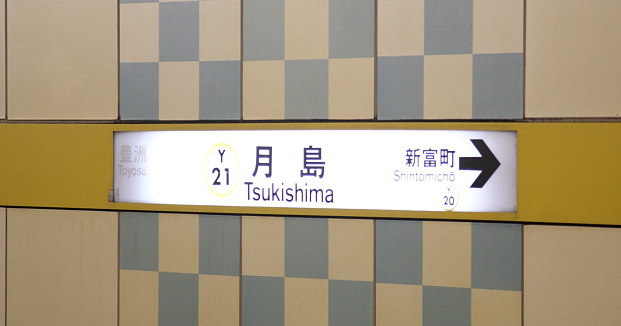 豊洲
Toyosu
Y
21
月島
Tsukishima
新富町
Shintomichō
Y
20